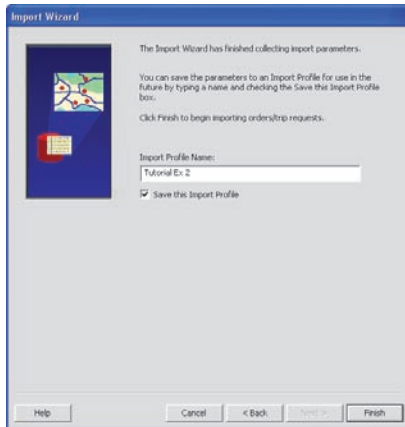 Import Wizard
The Import Wizard has finished collecting import parameters.
You can save the parameters to an Import Profile for use in the
future by typing a name and checking the Save this Import Profile
box.
Click Finish to begin importing orders/trip requests.
Import Profile Name:
Tutorial Ex 2
Save this Import Profile
Help
Cancel
< Back
Next >
Finish